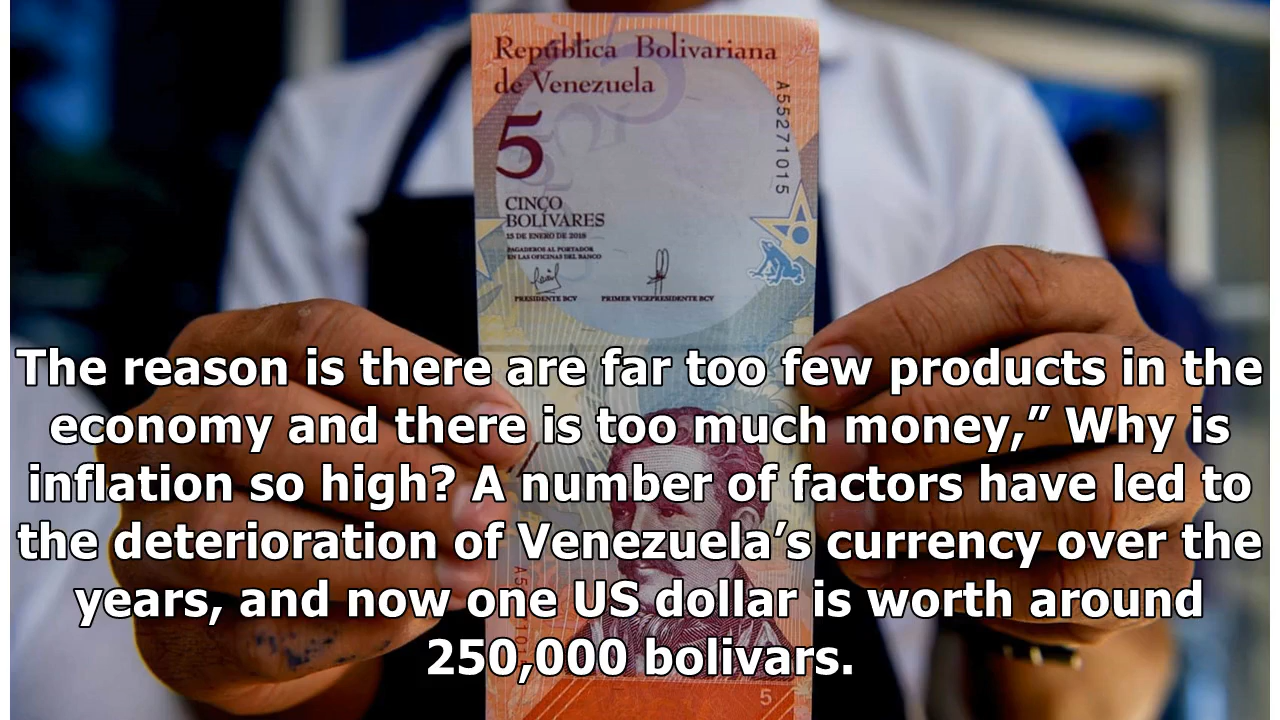 República Bolivariana
de Venezuela
5
CINCO
BOLÍVARES
15 DE ENERO DE 2018
PAGADEROS AL PORTADOR
EN LAS OFICINAS DEL BANCO
PRESIDENTE BCV PRIMER VICEPRESIDENTE BCV
A55271015
The reason is there are far too few products in the
economy and there is too much money,” Why is
inflation so high? A number of factors have led to
the deterioration of Venezuela’s currency over the
years, and now one US dollar is worth around
250,000 bolivars.
5